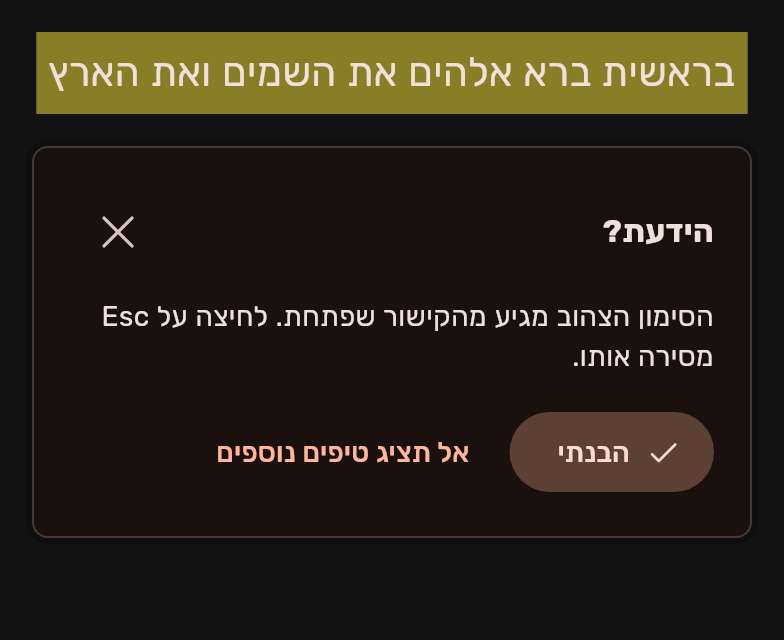 בראשית ברא אלהים את השמים ואת הארץ
הידעת?
הסימון הצהוב מגיע מהקישור שפתחת. לחיצה על Esc
מסירה אותו.
הבנתי
אל תציג טיפים נוספים